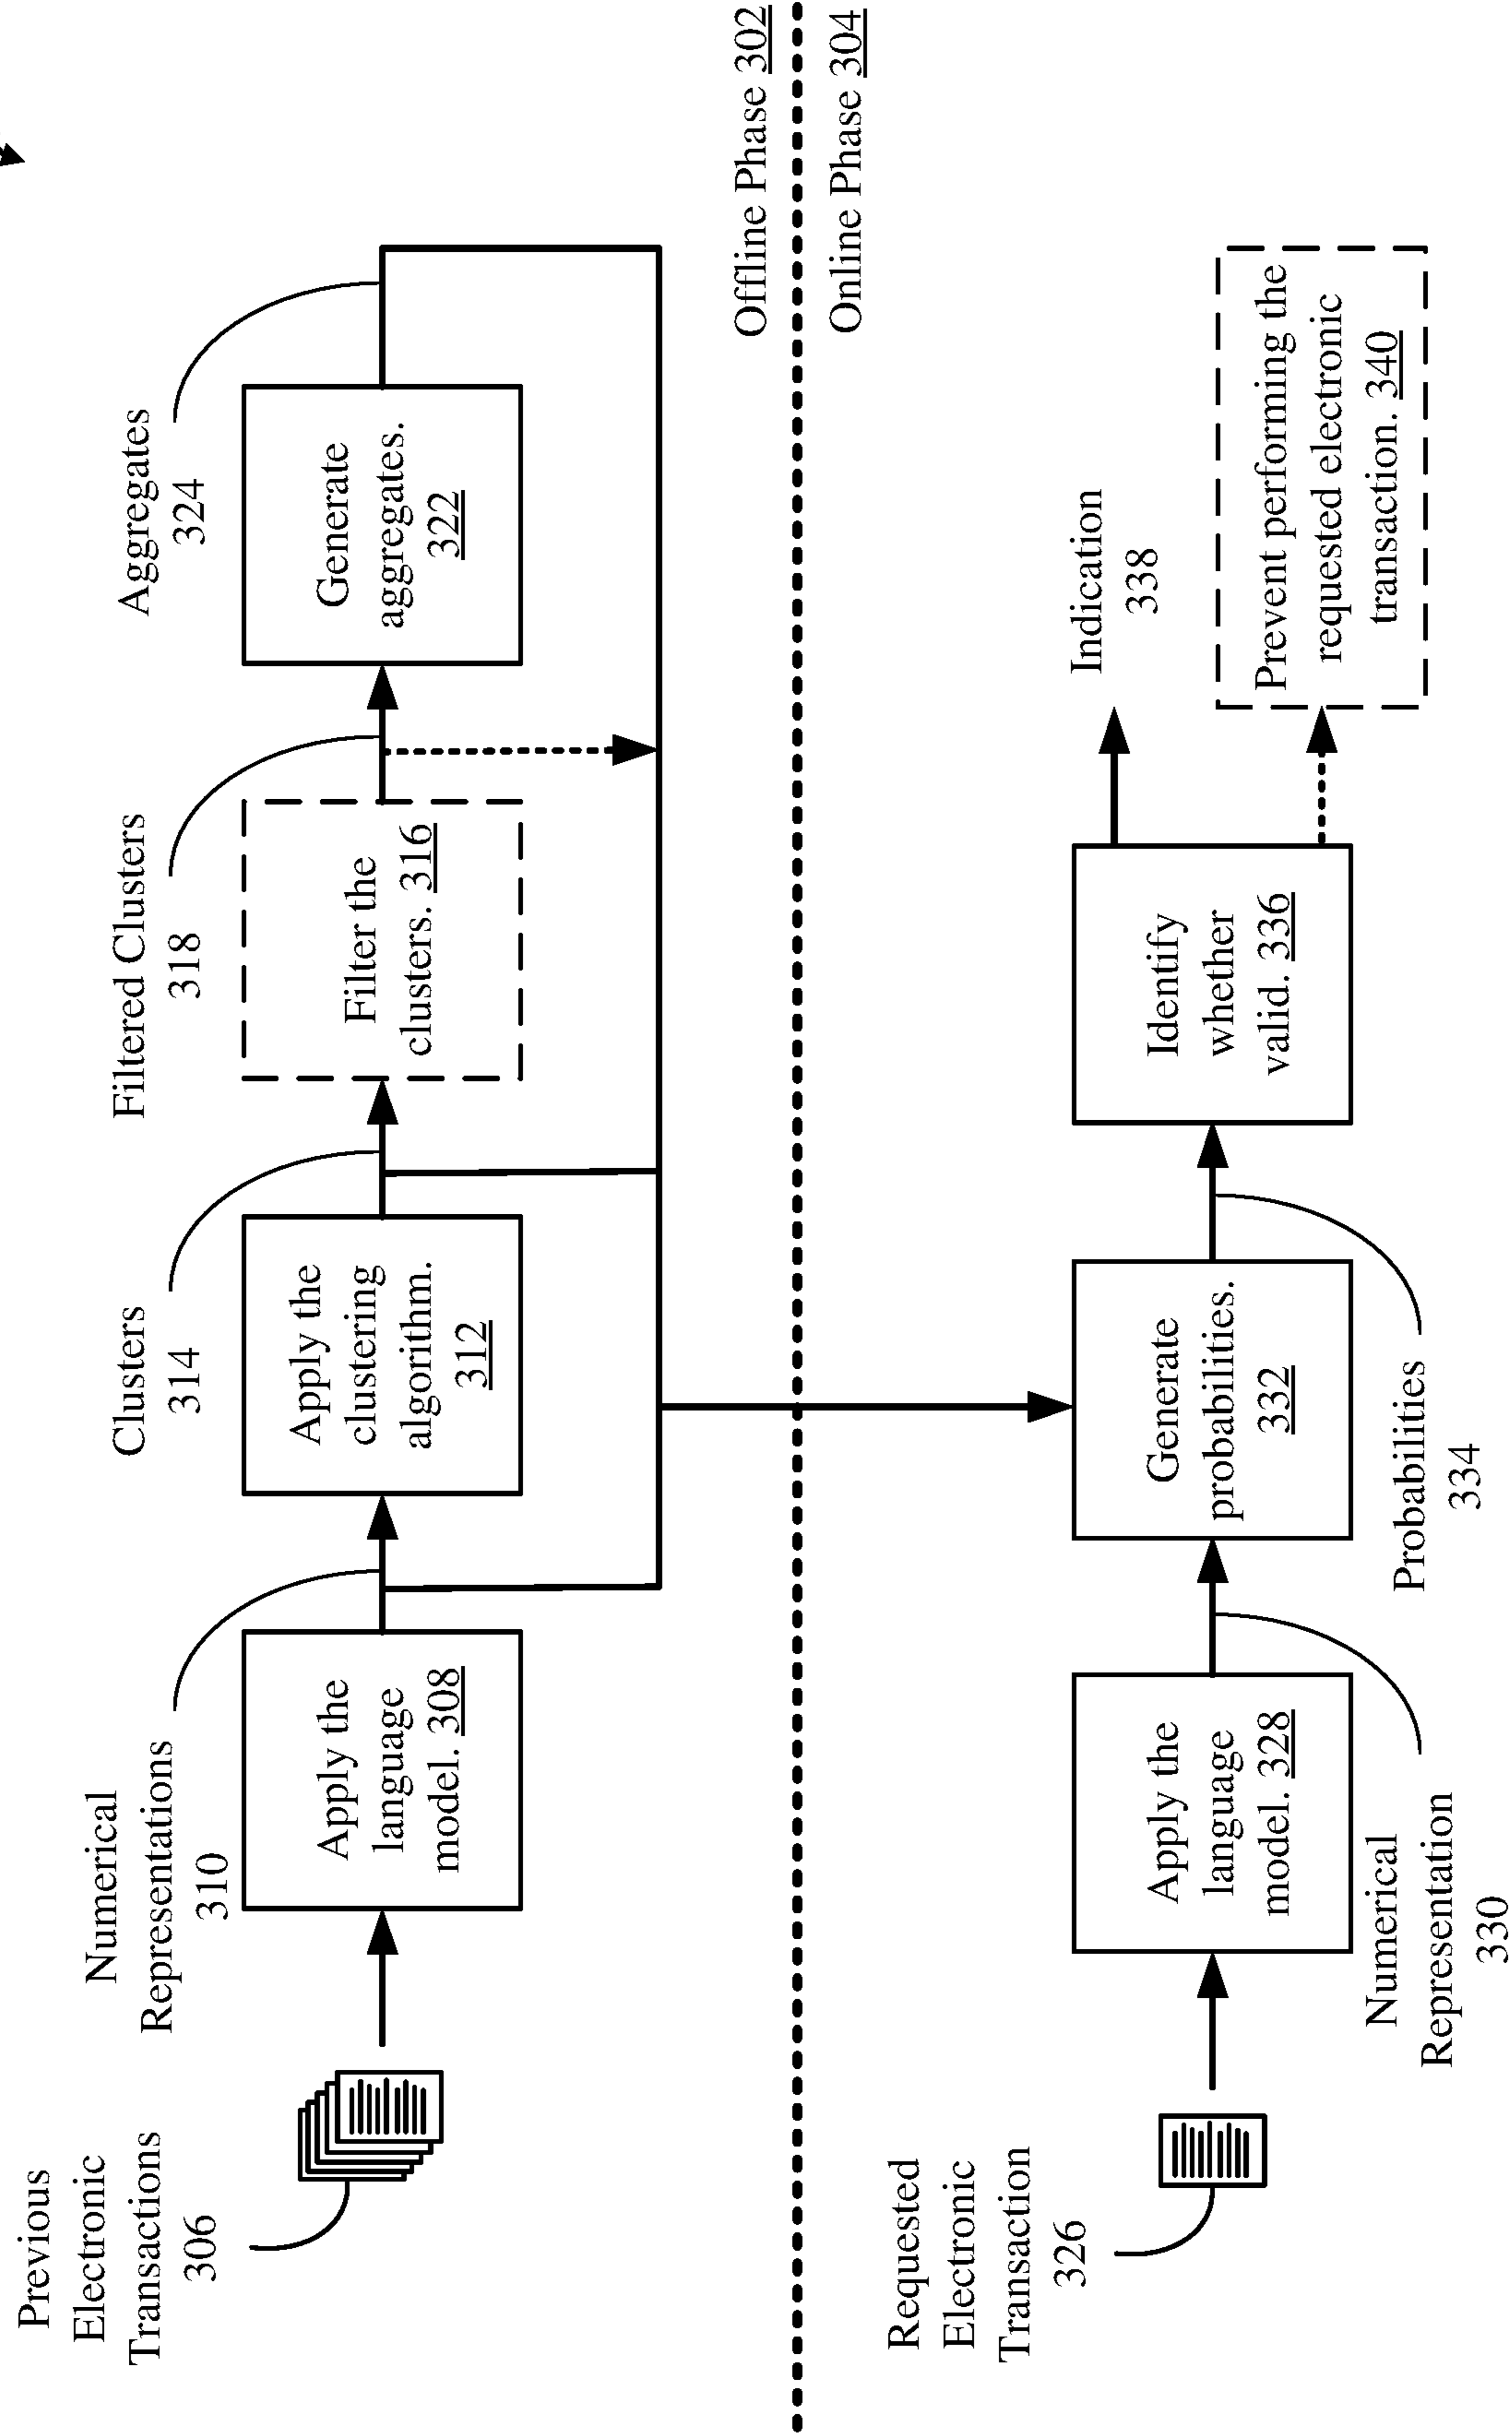 Previous
Electronic
Transactions
306
Numerical
Representations
310
Apply the
language
model. 308
Clusters
314
Apply the
clustering
algorithm.
312
Filtered Clusters
318
Filter the
clusters. 316
Aggregates
324
Generate
aggregates.
322
Offline Phase 302
Online Phase 304
Requested
Electronic
Transaction
326
Apply the
language
model. 328
Numerical
Representation
330
Generate
probabilities.
332
Probabilities
334
Identify
whether
valid. 336
Indication
338
Prevent performing the
requested electronic
transaction. 340